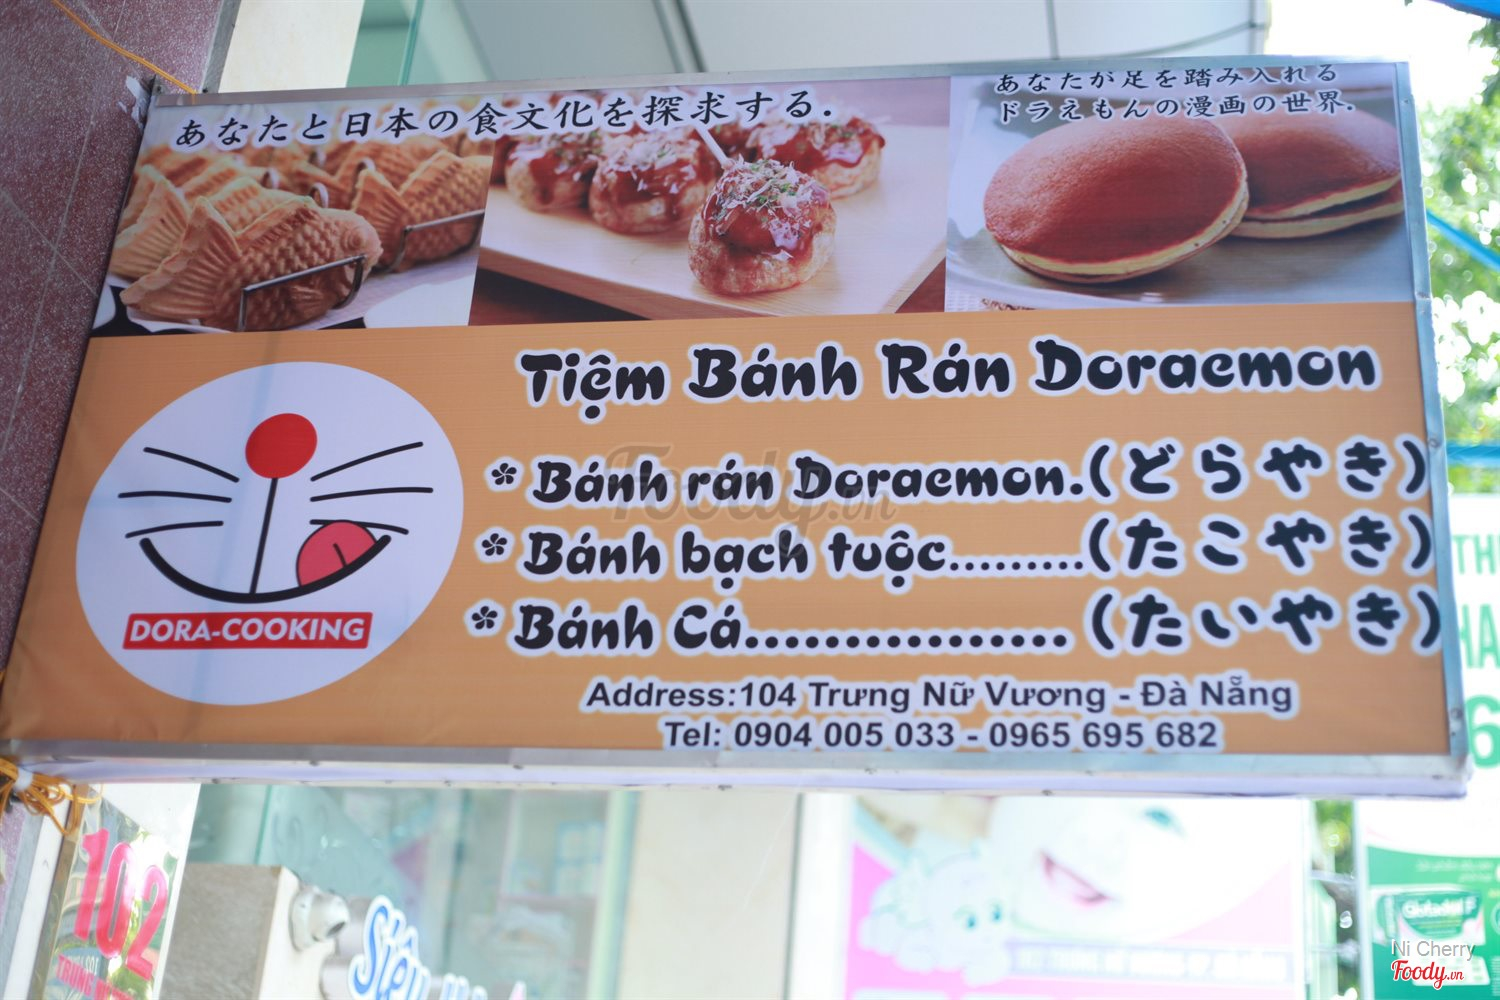 あなたと日本の食文化を探求する.
あなたが足を踏み入れる
ドラえもんの漫画の世界.
Tiệm Bánh Rán Doraemon
* Bánh rán Doraemon.(どらやき)
* Bánh bạch tuộc.........(たこやき)
* Bánh Cá................ (たいやき)
DORA-COOKING
Address:104 Trưng Nữ Vương - Đà Nẵng
Tel: 0904 005 033 - 0965 695 682
Foody.vn
102
TRƯNG
Siêu
Ni Cherry
Foody.vn